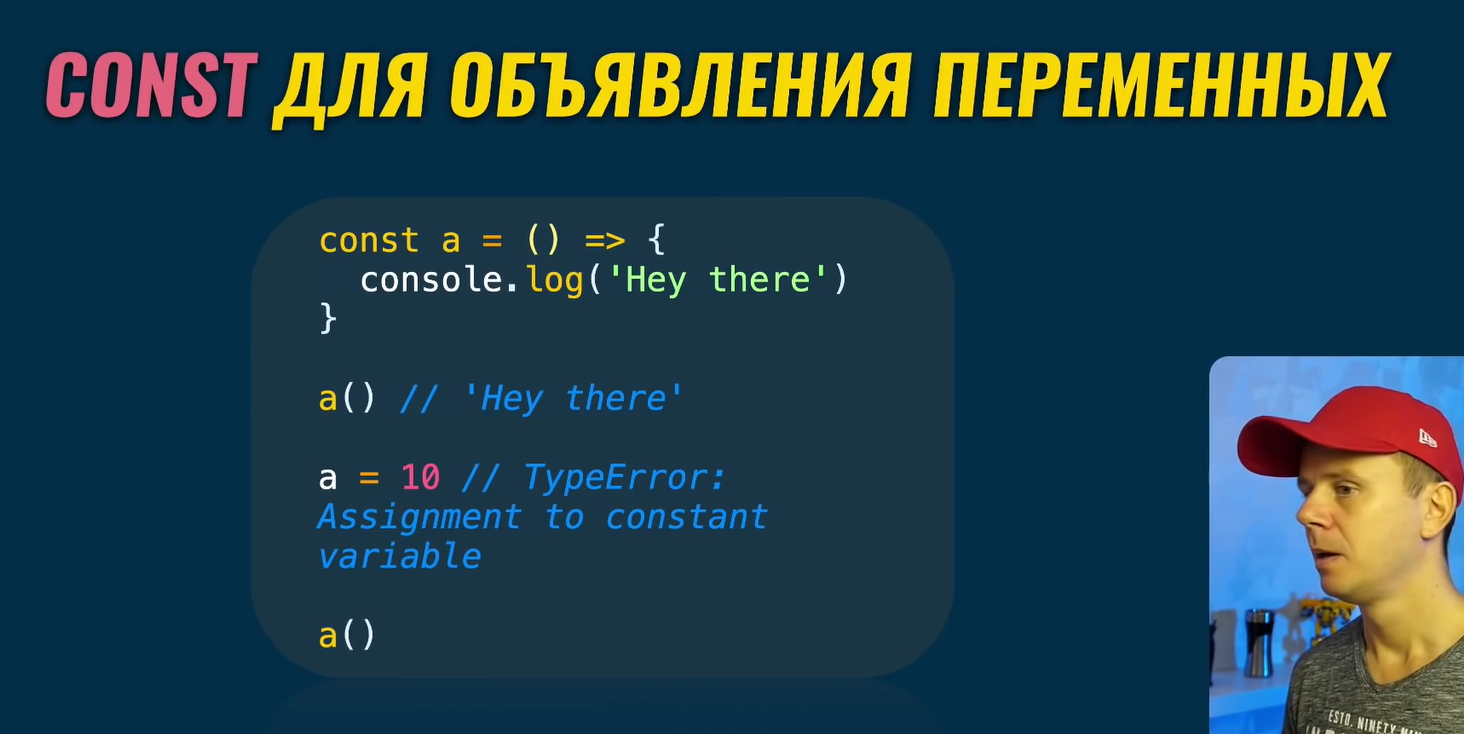 CONST ДЛЯ ОБЪЯВЛЕНИЯ ПЕРЕМЕННЫХ
const a = () => {
  console.log('Hey there')
}
a() // 'Hey there'
a = 10 // TypeError:
Assignment to constant
variable
a()
ESTD. NINETY